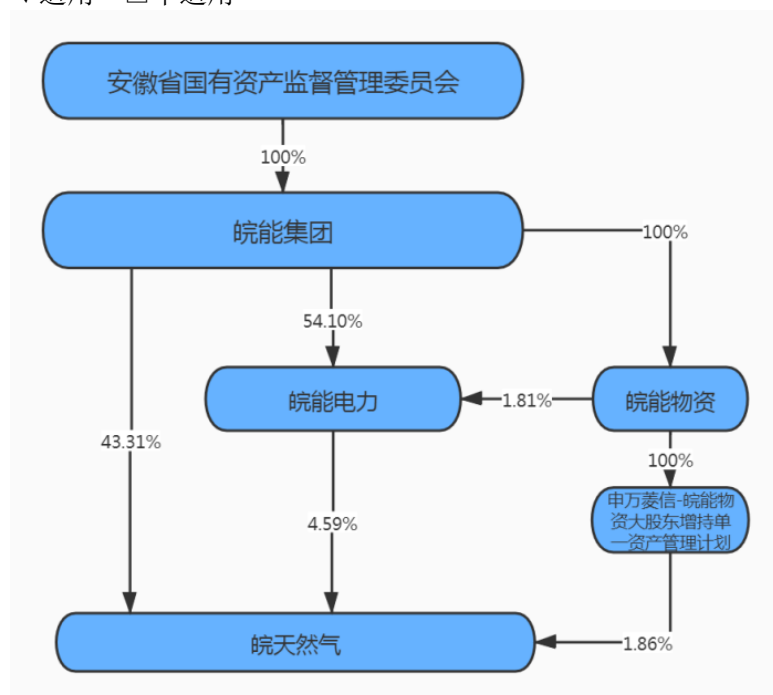 安徽省国有资产监督管理委员会
100%
皖能集团
100%
54.10%
皖能电力
1.81%
皖能物资
43.31%
100%
申万菱信-皖能物
资大股东增持单
一资产管理计划
4.59%
皖天然气
1.86%